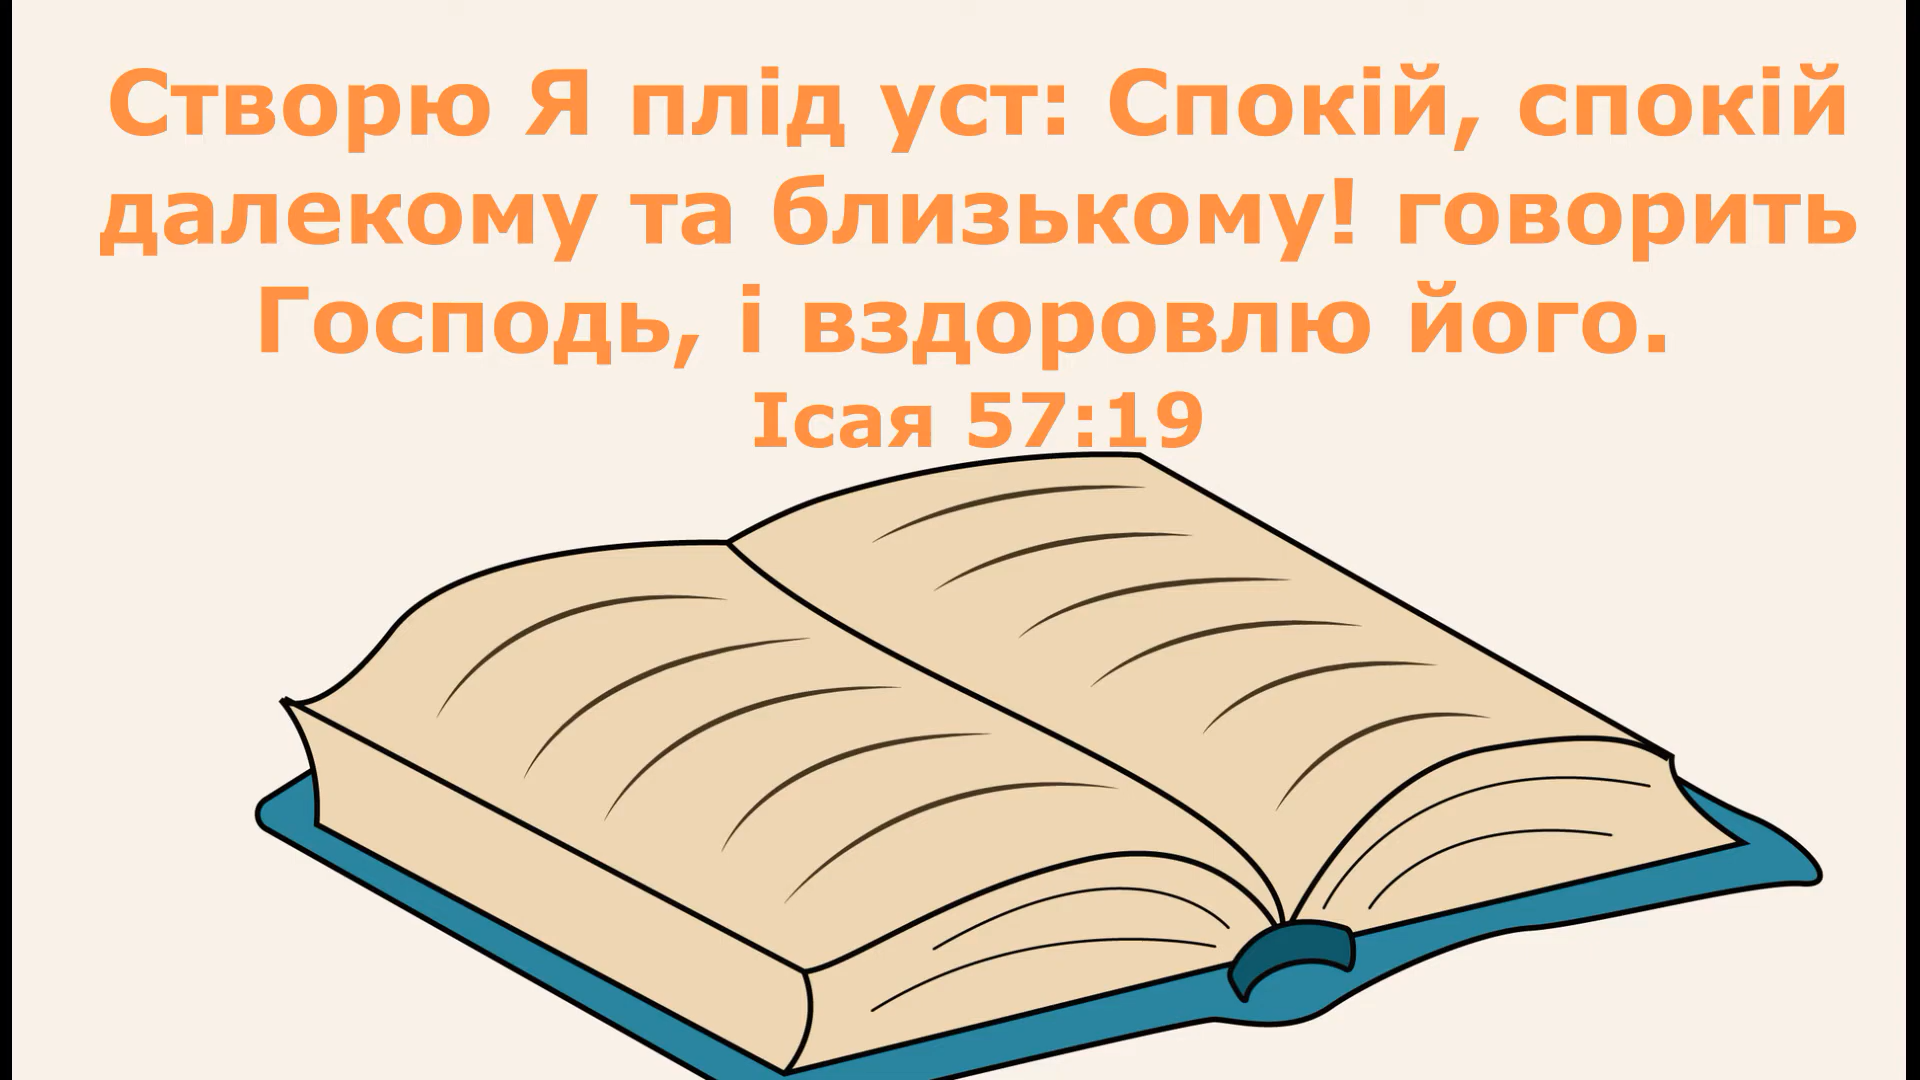 Створю Я плід уст: Спокій, спокій
далекому та близькому! говорить
Господь, і вздоровлю його.
Ісая 57:19